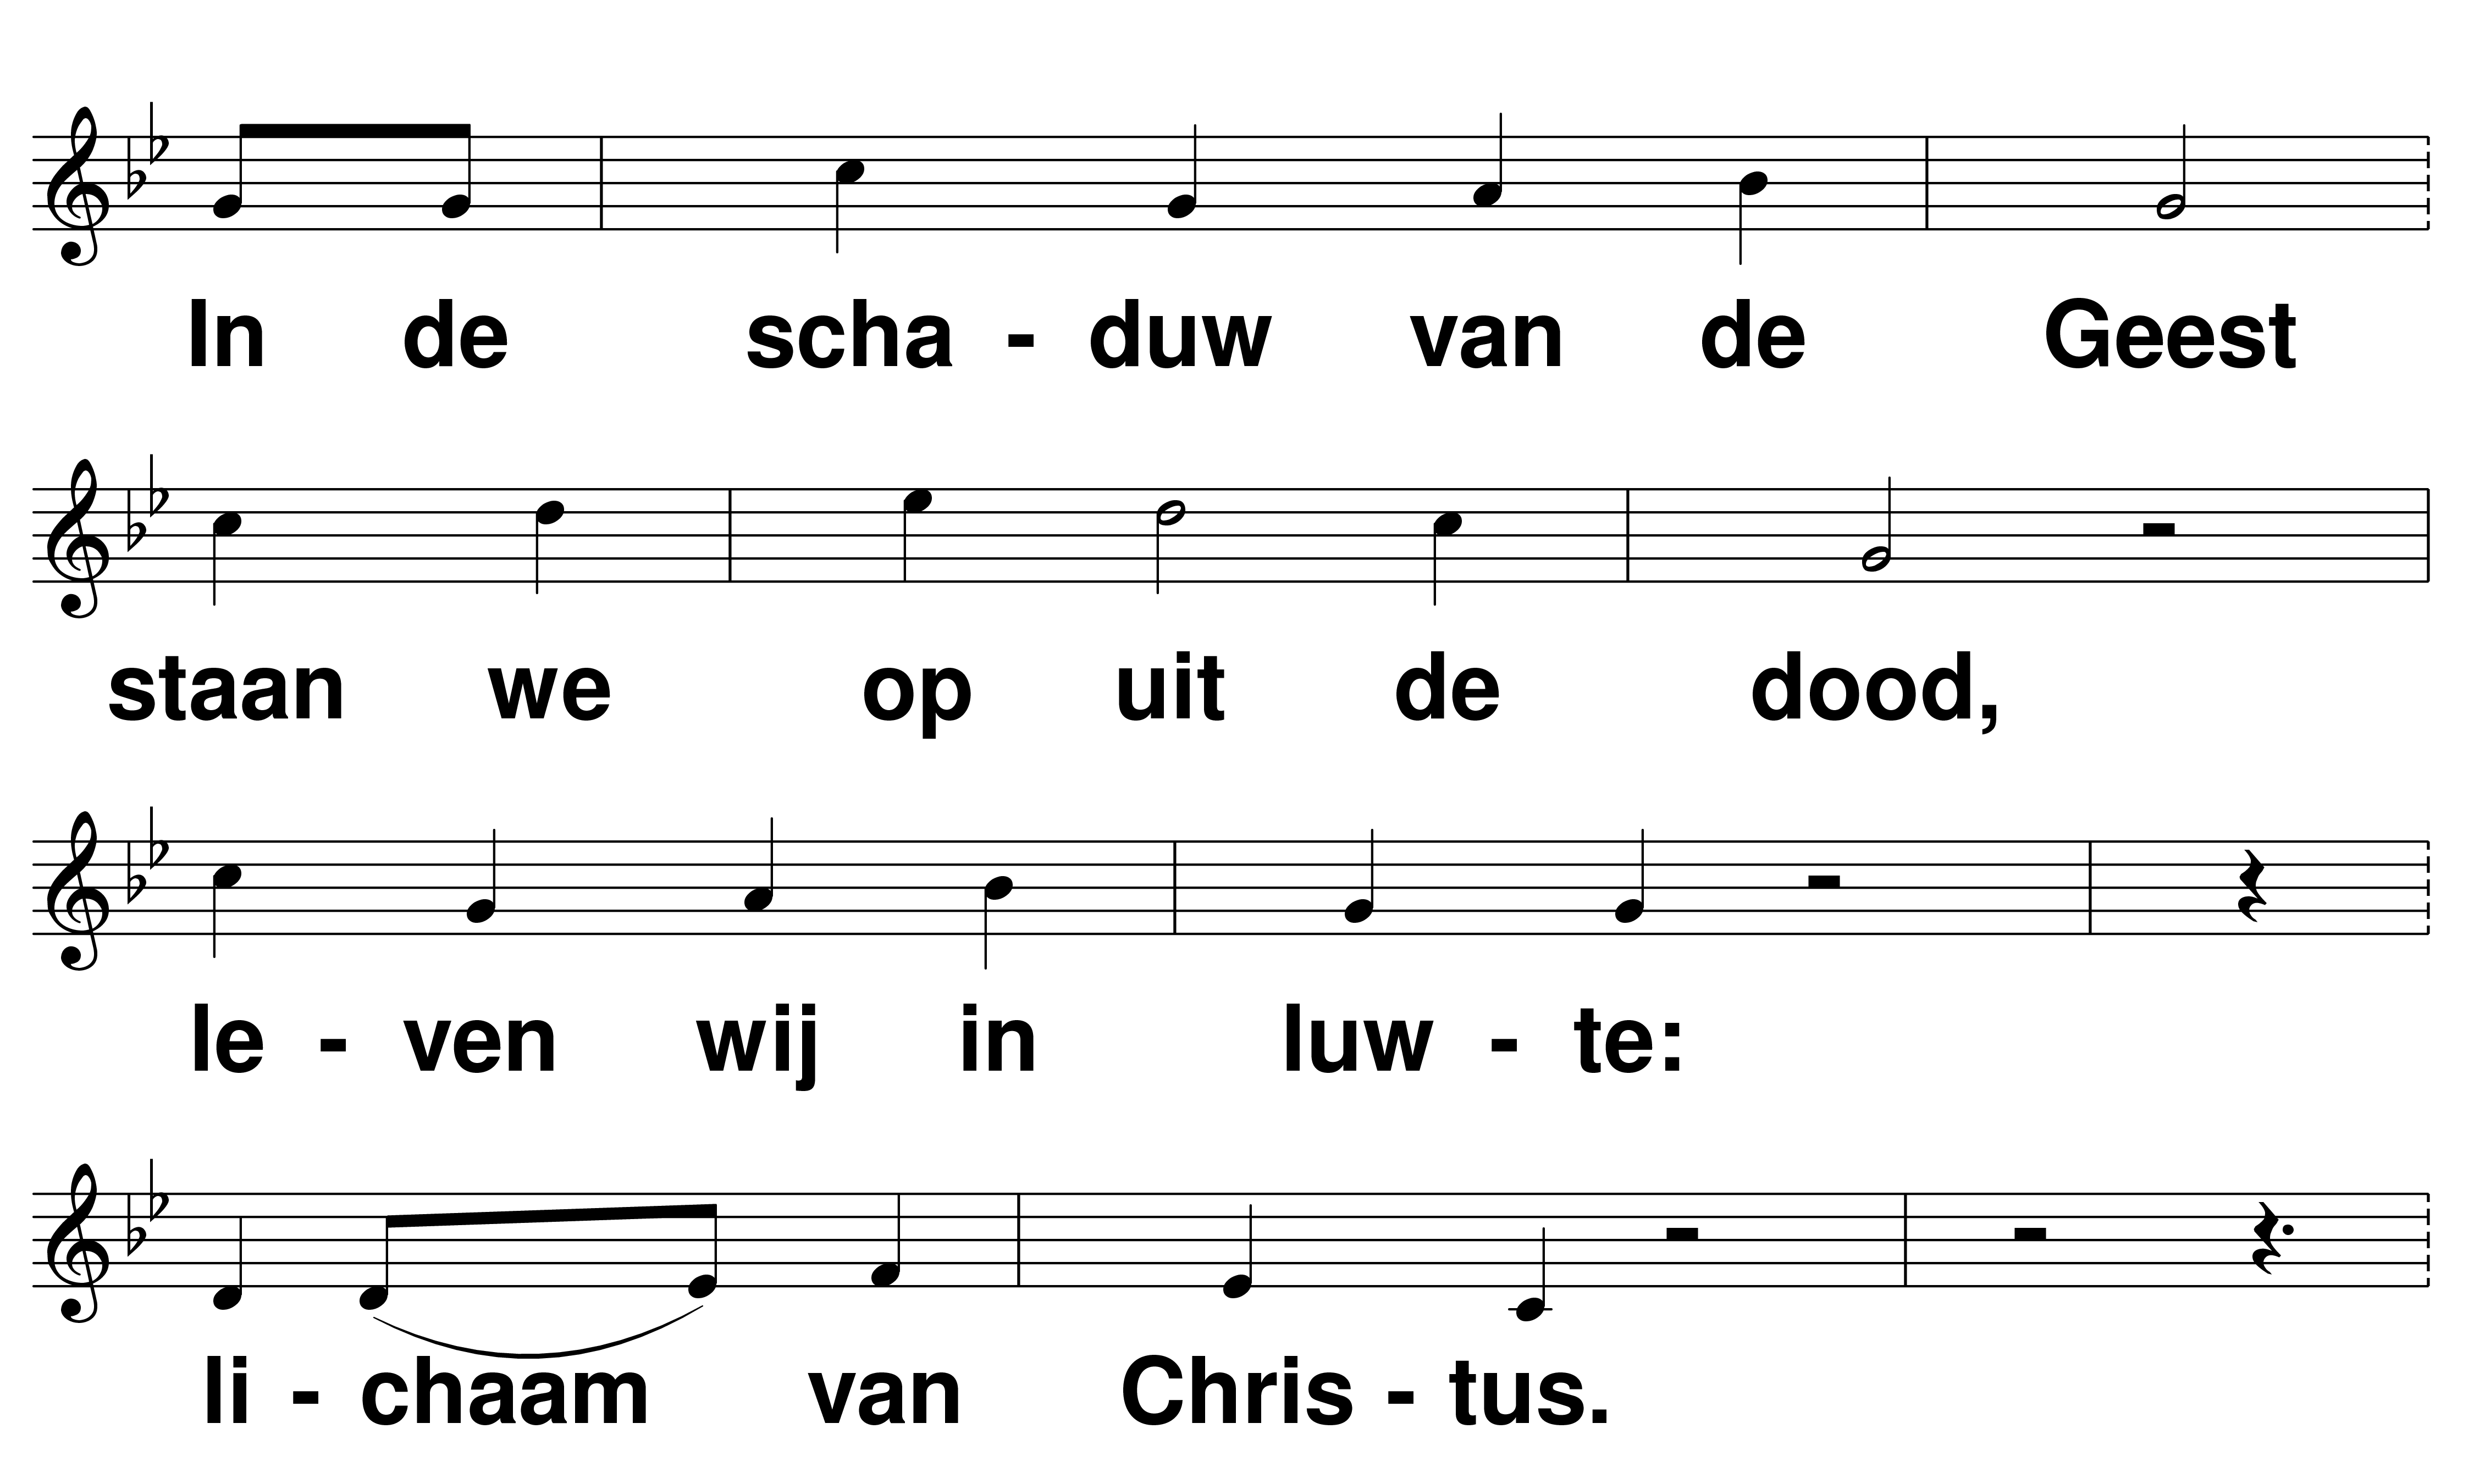 In de scha - duw van de Geest
staan we op uit de dood,
le - ven wij in luw - te:
li - chaam van Chris - tus.